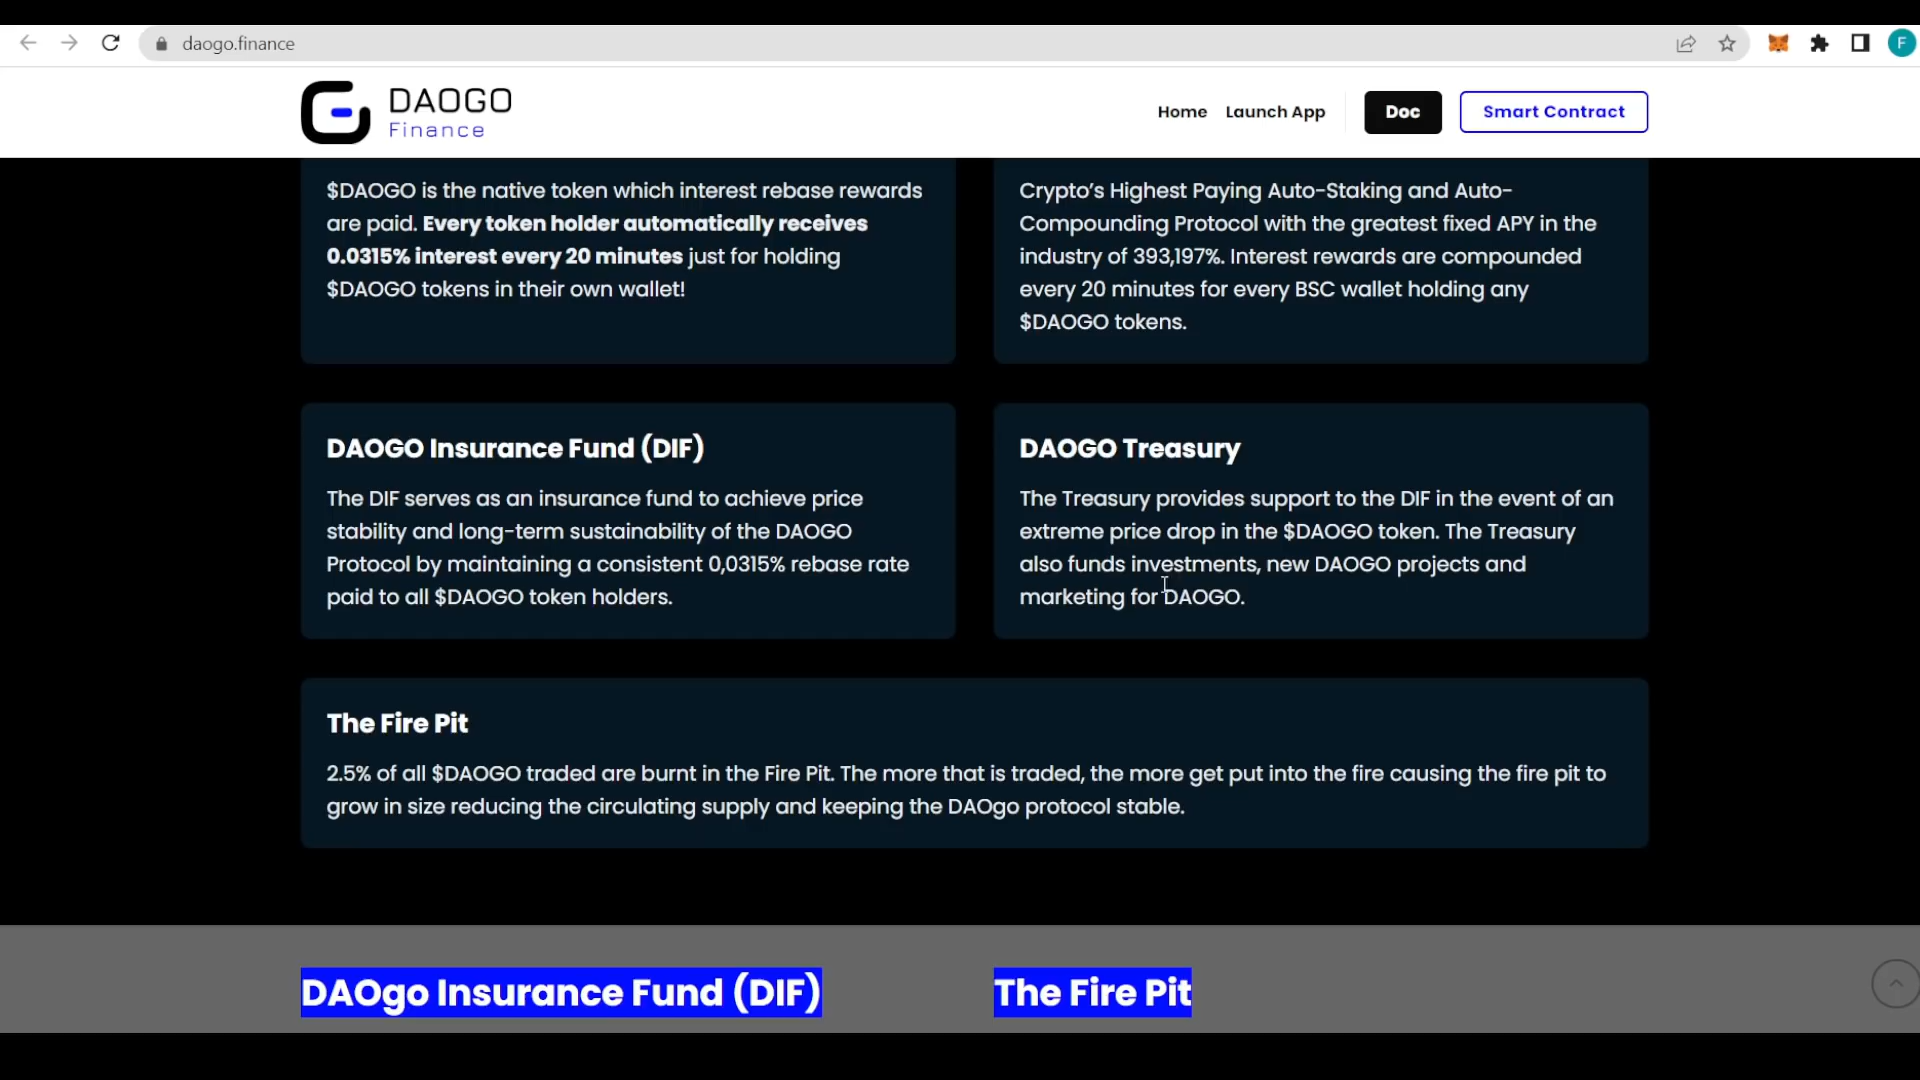 daogo.finance
F
DAOGO
Finance
Home
Launch App
Doc
Smart Contract
$DAOGO is the native token which interest rebase rewards
are paid. Every token holder automatically receives
0.0315% interest every 20 minutes just for holding
$DAOGO tokens in their own wallet!
Crypto’s Highest Paying Auto-Staking and Auto-
Compounding Protocol with the greatest fixed APY in the
industry of 393,197%. Interest rewards are compounded
every 20 minutes for every BSC wallet holding any
$DAOGO tokens.
DAOGO Insurance Fund (DIF)
The DIF serves as an insurance fund to achieve price
stability and long-term sustainability of the DAOGO
Protocol by maintaining a consistent 0,0315% rebase rate
paid to all $DAOGO token holders.
DAOGO Treasury
The Treasury provides support to the DIF in the event of an
extreme price drop in the $DAOGO token. The Treasury
also funds investments, new DAOGO projects and
marketing for DAOGO.
The Fire Pit
2.5% of all $DAOGO traded are burnt in the Fire Pit. The more that is traded, the more get put into the fire causing the fire pit to
grow in size reducing the circulating supply and keeping the DAOgo protocol stable.
DAOgo Insurance Fund (DIF)
The Fire Pit